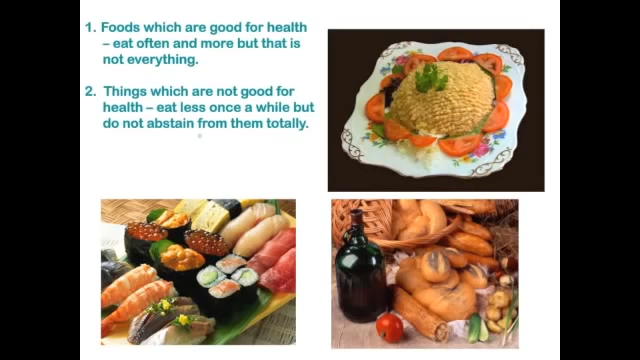 1. Foods which are good for health
– eat often and more but that is
not everything.
2. Things which are not good for
health – eat less once a while but
do not abstain from them totally.